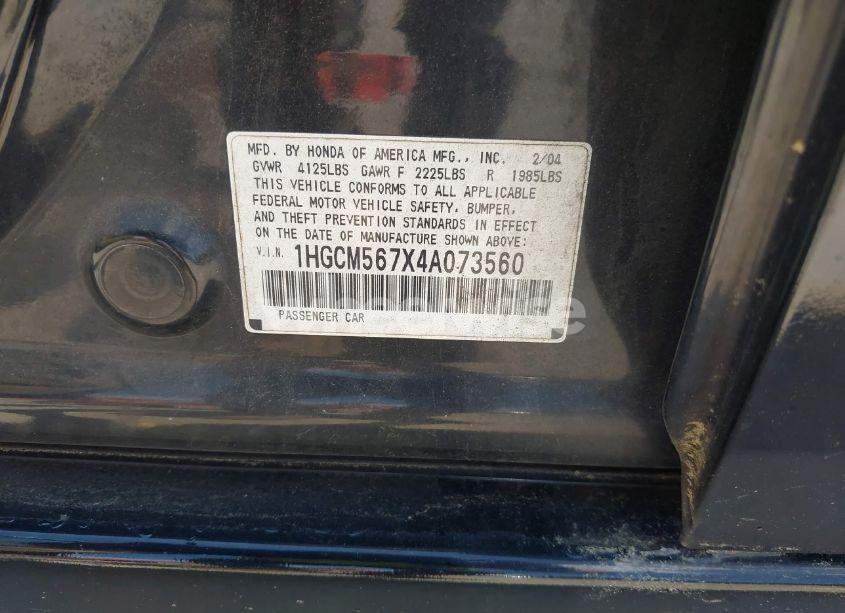 MFD. BY HONDA OF AMERICA MFG., INC. 2/04
GVWR 4125LBS GAWR F 2225LBS R 1985LBS
THIS VEHICLE CONFORMS TO ALL APPLICABLE
FEDERAL MOTOR VEHICLE SAFETY, BUMPER,
AND THEFT PREVENTION STANDARDS IN EFFECT
ON THE DATE OF MANUFACTURE SHOWN ABOVE:
V.I.N. 1HGCM567X4A073560
PASSENGER CAR